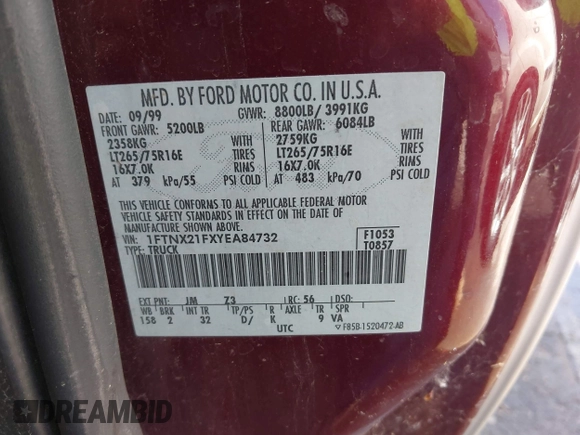 MFD. BY FORD MOTOR CO. IN U.S.A.
DATE: 09/99 GVWR: 8800LB/ 3991KG
FRONT GAWR: 5200LB REAR GAWR: 6084LB
2358KG WITH 2759KG WITH
LT265/75R16E TIRES LT265/75R16E TIRES
16X7.0K RIMS 16X7.0K RIMS
AT 379 kPa/55 PSI COLD AT 483 kPa/70 PSI COLD
THIS VEHICLE CONFORMS TO ALL APPLICABLE FEDERAL MOTOR
VEHICLE SAFETY STANDARDS IN EFFECT ON THE DATE OF
MANUFACTURE SHOWN ABOVE.
VIN: 1FTNX21FXYEA84732 F1053
TYPE: TRUCK T0857
EXT PNT: JM Z3 RC: 56 DSO:
WB BRK INT TR TP/PS R AXLE TR SPR
158 2 32 D/ K 9 VA
UTC ▽ F85B-1520472-AB
DREAMBID